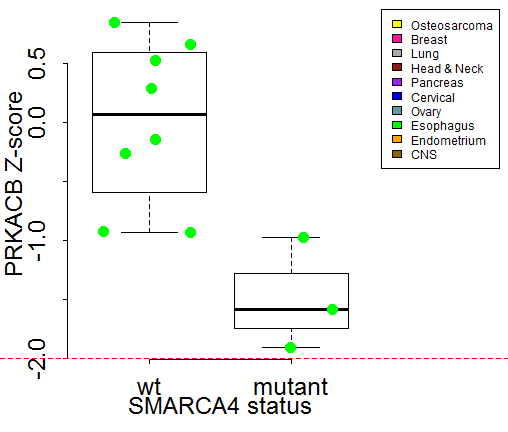 Osteosarcoma
Breast
Lung
Head & Neck
Pancreas
Cervical
Ovary
Esophagus
Endometrium
CNS
PRKACB Z-score
0.5
0.0
-1.0
-2.0
wt mutant
SMARCA4 status